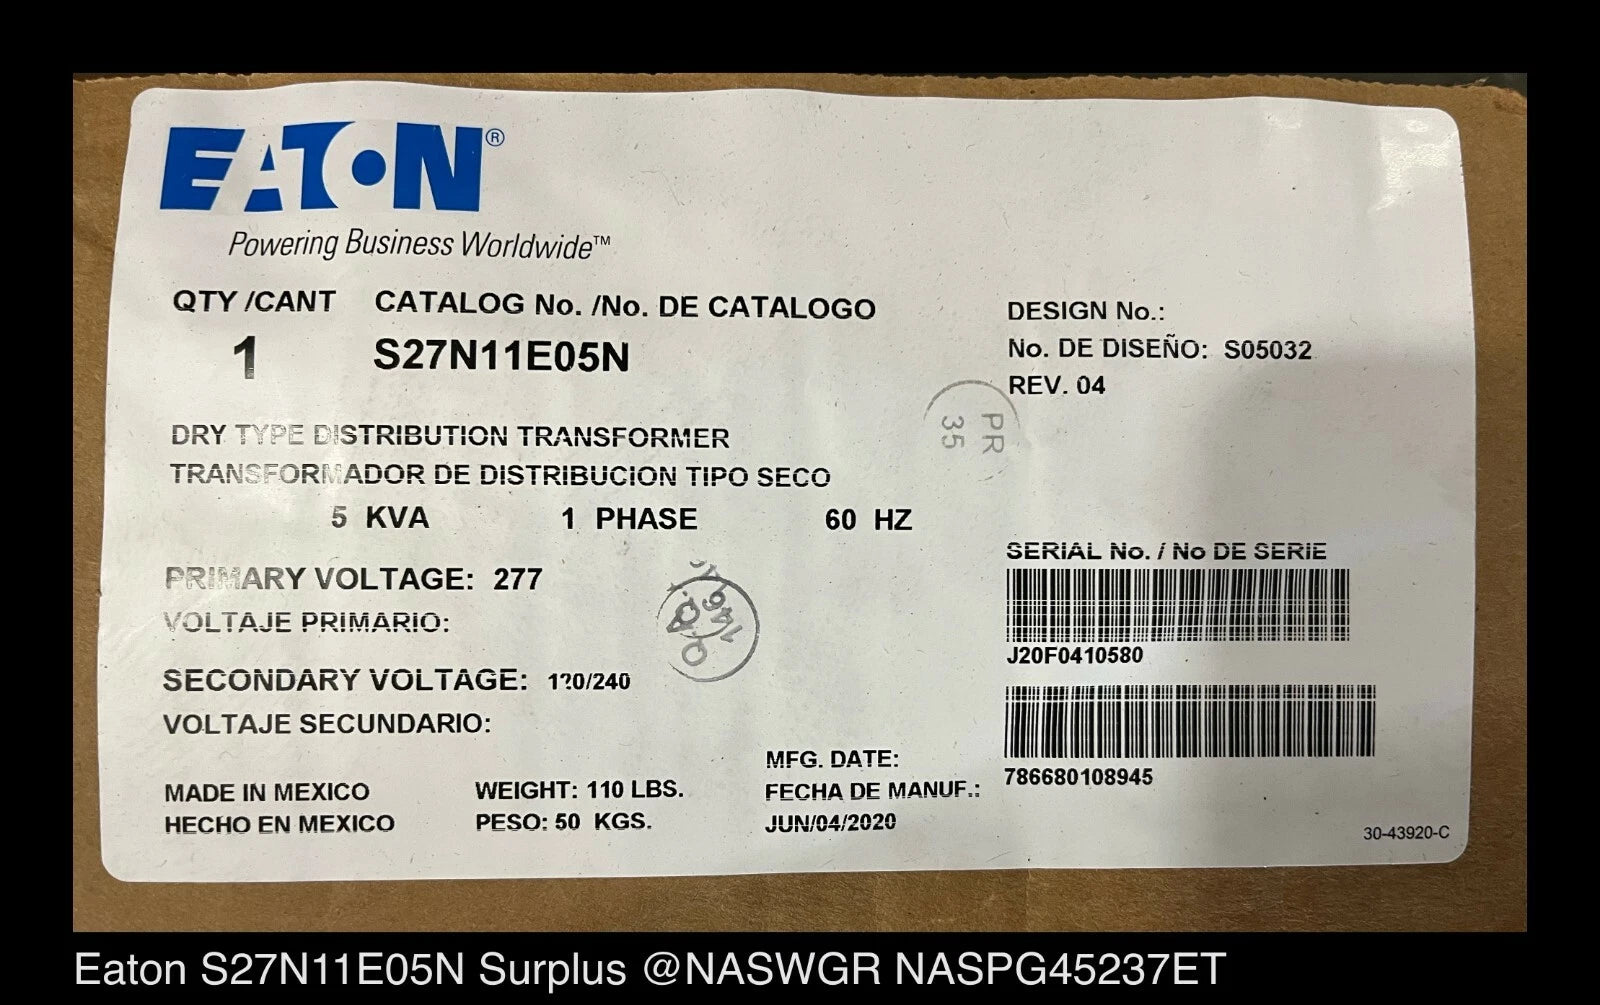 EATON®
Powering Business Worldwide™
QTY /CANT CATALOG No. /No. DE CATALOGO
1 S27N11E05N
DESIGN No.:
No. DE DISEÑO: S05032
REV. 04
PR
35
DRY TYPE DISTRIBUTION TRANSFORMER
TRANSFORMADOR DE DISTRIBUCION TIPO SECO
5 KVA 1 PHASE 60 HZ
PRIMARY VOLTAGE: 277
VOLTAJE PRIMARIO:
SECONDARY VOLTAGE: 120/240
VOLTAJE SECUNDARIO:
SERIAL No. / No DE SERIE
J20F0410580
786680108945
MADE IN MEXICO
HECHO EN MEXICO
WEIGHT: 110 LBS.
PESO: 50 KGS.
MFG. DATE:
FECHA DE MANUF.:
JUN/04/2020
30-43920-C
Eaton S27N11E05N Surplus @NASWGR NASPG45237ET